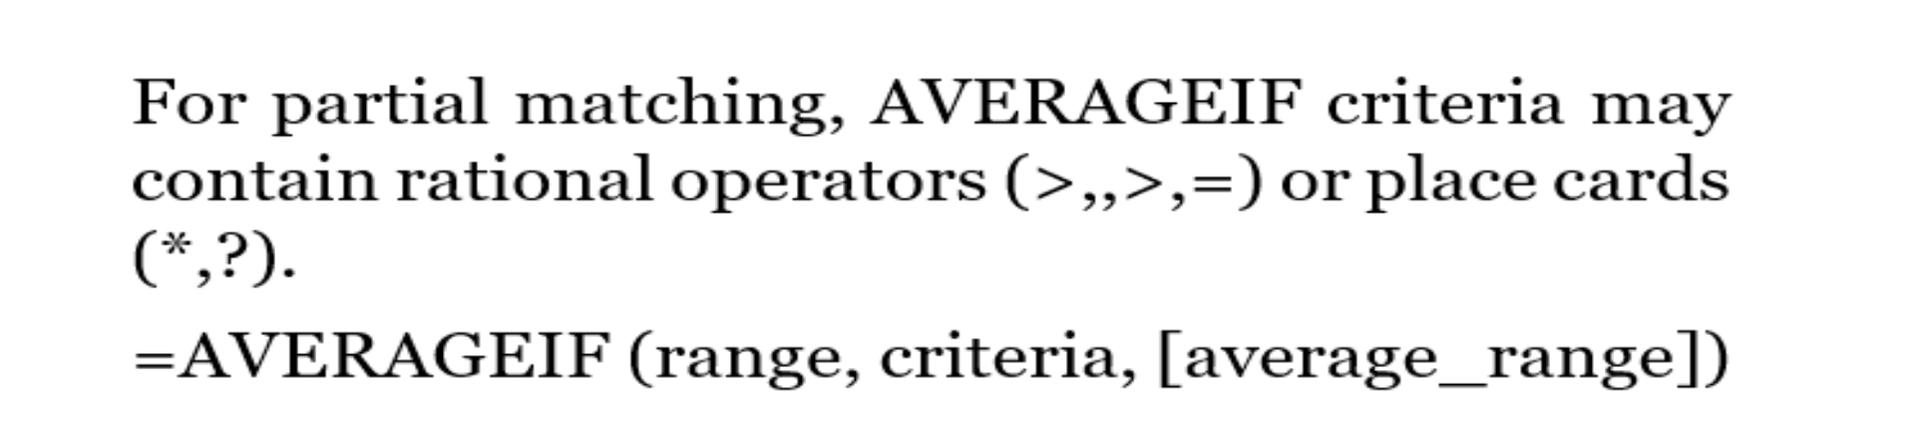 For partial matching, AVERAGEIF criteria may
contain rational operators (>,,>,=) or place cards
(*,?).
=AVERAGEIF (range, criteria, [average_range])